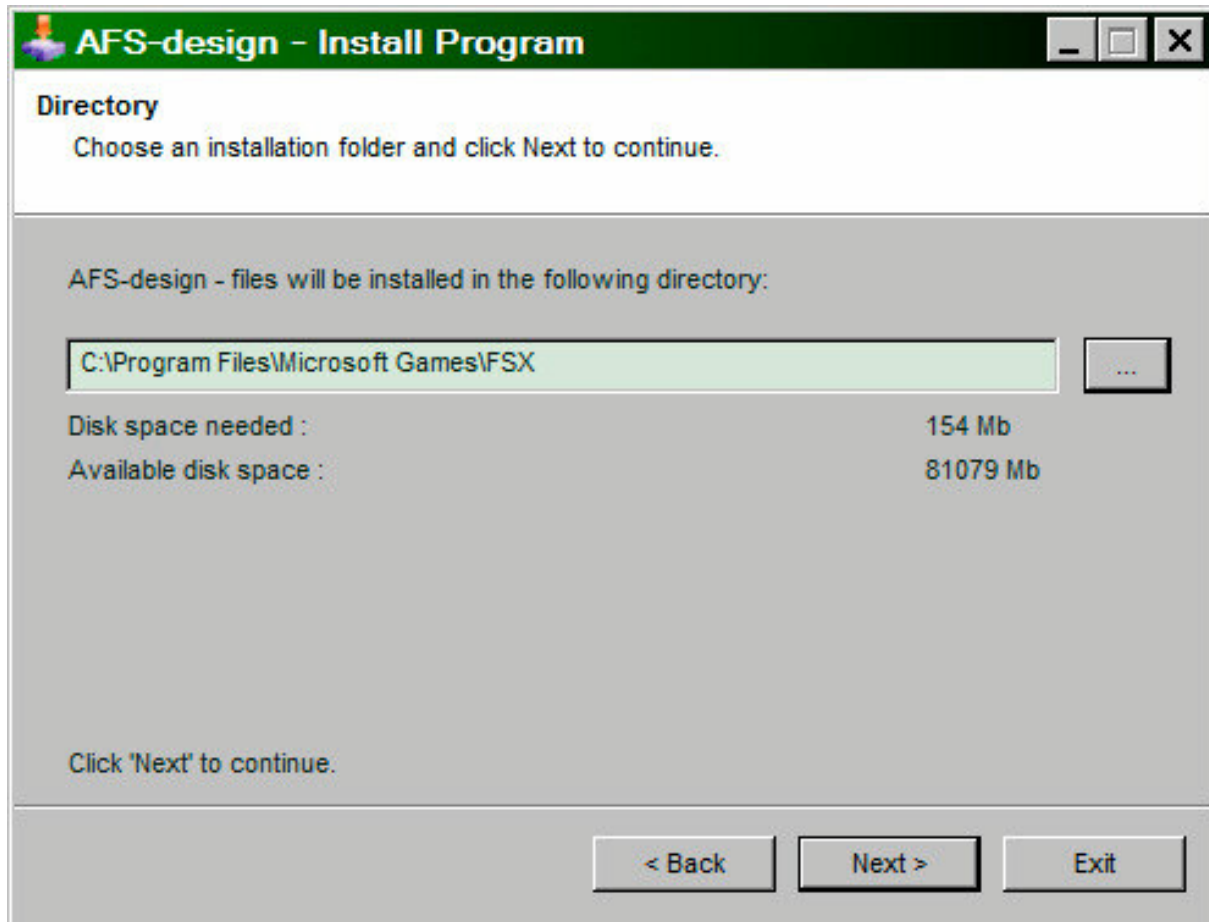 AFS-design - Install Program
Directory
Choose an installation folder and click Next to continue.
AFS-design - files will be installed in the following directory:
C:\Program Files\Microsoft Games\FSX
...
Disk space needed : 154 Mb
Available disk space : 81079 Mb
Click 'Next' to continue.
< Back Next > Exit